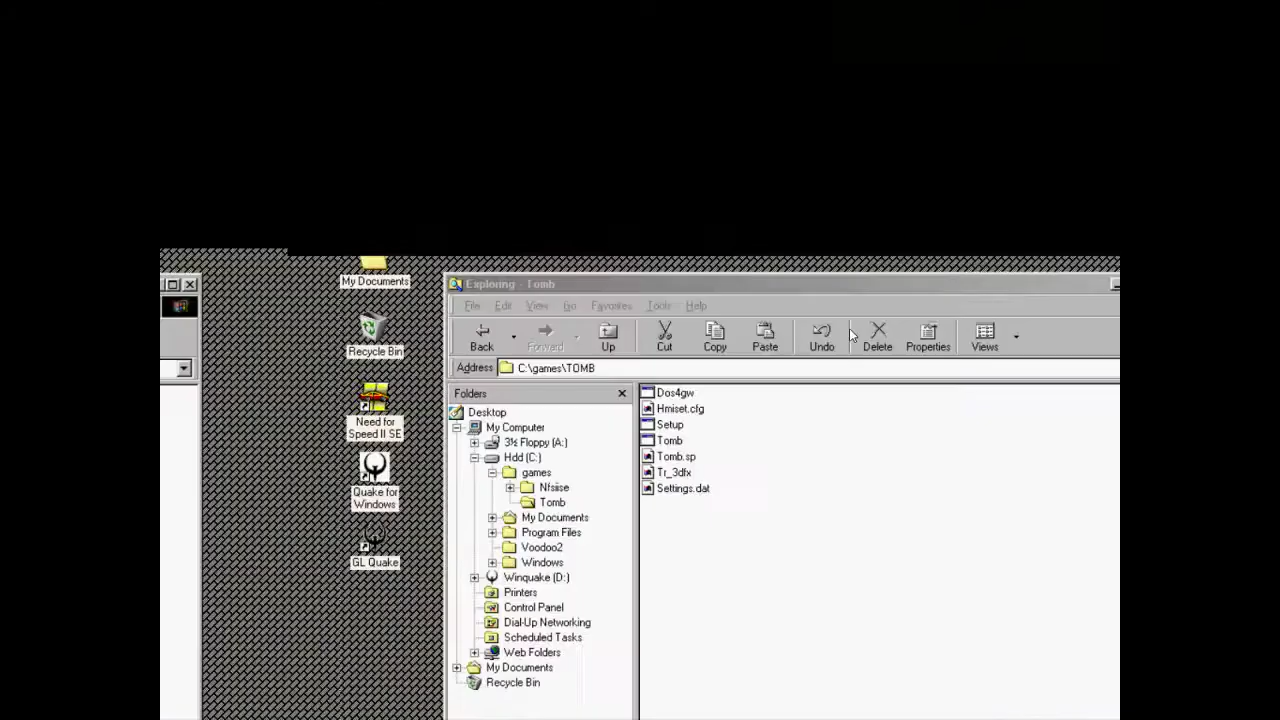 My Documents
Recycle Bin
Need for
Speed II SE
Quake for
Windows
GL Quake
Exploring - Tomb
File Edit View Go Favorites Tools Help
Back Forward Up Cut Copy Paste Undo Delete Properties Views
Address C:\games\TOMB
Folders
Desktop
My Computer
3½ Floppy (A:)
Hdd (C:)
games
Nfsiise
Tomb
My Documents
Program Files
Voodoo2
Windows
Winquake (D:)
Printers
Control Panel
Dial-Up Networking
Scheduled Tasks
Web Folders
My Documents
Recycle Bin
Dos4gw
Hmiset.cfg
Setup
Tomb
Tomb.sp
Tr_3dfx
Settings.dat